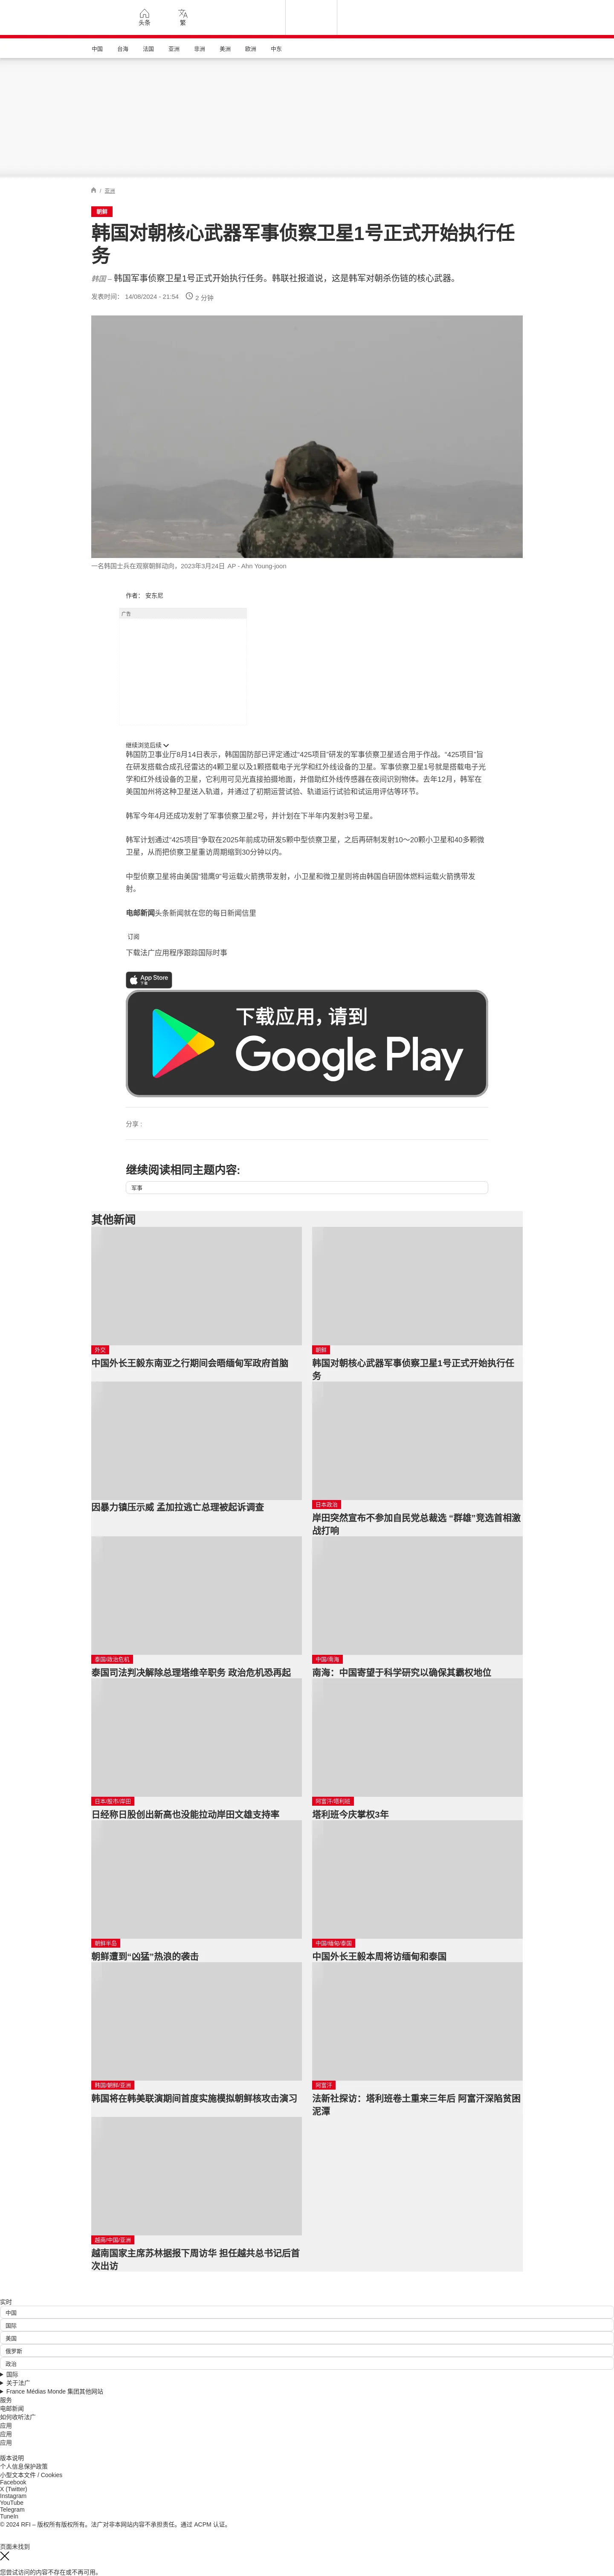 头条
繁
中国
台海
法国
亚洲
非洲
美洲
欧洲
中东
/ 亚洲
朝鲜
韩国对朝核心武器军事侦察卫星1号正式开始执行任
务
韩国 – 韩国军事侦察卫星1号正式开始执行任务。韩联社报道说，这是韩军对朝杀伤链的核心武器。
发表时间： 14/08/2024 - 21:54 2 分钟
一名韩国士兵在观察朝鲜动向，2023年3月24日 AP - Ahn Young-joon
作者： 安东尼
广告
继续浏览后续
韩国防卫事业厅8月14日表示，韩国国防部已评定通过“425项目”研发的军事侦察卫星适合用于作战。“425项目”旨
在研发搭载合成孔径雷达的4颗卫星以及1颗搭载电子光学和红外线设备的卫星。军事侦察卫星1号就是搭载电子光
学和红外线设备的卫星，它利用可见光直接拍摄地面，并借助红外线传感器在夜间识别物体。去年12月，韩军在
美国加州将这种卫星送入轨道，并通过了初期运营试验、轨道运行试验和试运用评估等环节。
韩军今年4月还成功发射了军事侦察卫星2号，并计划在下半年内发射3号卫星。
韩军计划通过“425项目”争取在2025年前成功研发5颗中型侦察卫星，之后再研制发射10〜20颗小卫星和40多颗微
卫星，从而把侦察卫星重访周期缩到30分钟以内。
中型侦察卫星将由美国“猎鹰9”号运载火箭携带发射，小卫星和微卫星则将由韩国自研固体燃料运载火箭携带发
射。
电邮新闻头条新闻就在您的每日新闻信里
订阅
下载法广应用程序跟踪国际时事
App Store
下载
下载应用，请到
Google Play
分享 :
继续阅读相同主题内容:
军事
其他新闻
外交
中国外长王毅东南亚之行期间会晤缅甸军政府首脑
朝鲜
韩国对朝核心武器军事侦察卫星1号正式开始执行任
务
因暴力镇压示威 孟加拉逃亡总理被起诉调查
日本政治
岸田突然宣布不参加自民党总裁选 “群雄”竞选首相激
战打响
泰国/政治危机
泰国司法判决解除总理塔维辛职务 政治危机恐再起
中国/南海
南海：中国寄望于科学研究以确保其霸权地位
日本/股市/岸田
日经称日股创出新高也没能拉动岸田文雄支持率
阿富汗/塔利班
塔利班今庆掌权3年
朝鲜半岛
朝鲜遭到“凶猛”热浪的袭击
中国/缅甸/泰国
中国外长王毅本周将访缅甸和泰国
韩国/朝鲜/亚洲
韩国将在韩美联演期间首度实施模拟朝鲜核攻击演习
阿富汗
法新社探访：塔利班卷土重来三年后 阿富汗深陷贫困
泥潭
越南/中国/亚洲
越南国家主席苏林据报下周访华 担任越共总书记后首
次出访
实时
中国
国际
美国
俄罗斯
政治
国际
关于法广
France Médias Monde 集团其他网站
服务
电邮新闻
如何收听法广
应用
应用
应用
版本说明
个人信息保护政策
小型文本文件 / Cookies
Facebook
X (Twitter)
Instagram
YouTube
Telegram
TuneIn
© 2024 RFI – 版权所有版权所有。法广对非本网站内容不承担责任。通过 ACPM 认证。
页面未找到
您尝试访问的内容不存在或不再可用。